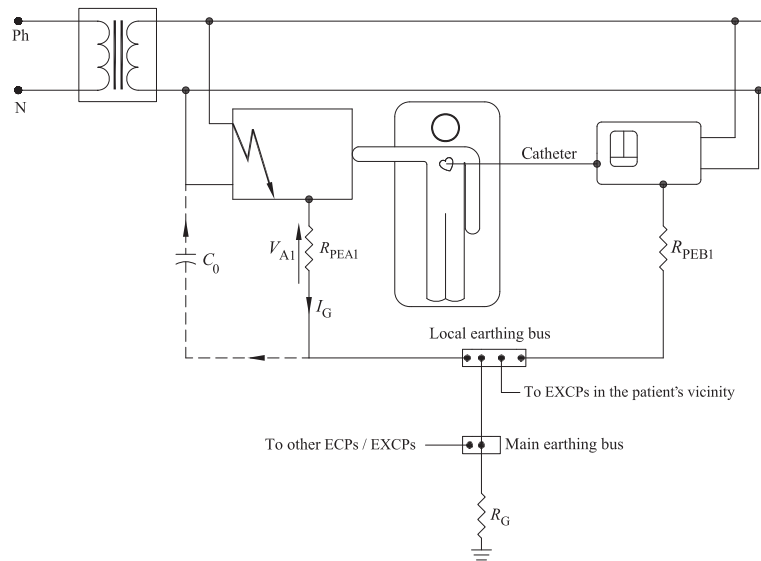 Ph
N
Catheter
V_A1
R_PEA1
R_PEB1
C_0
I_G
Local earthing bus
To EXCPs in the patient's vicinity
To other ECPs / EXCPs
Main earthing bus
R_G